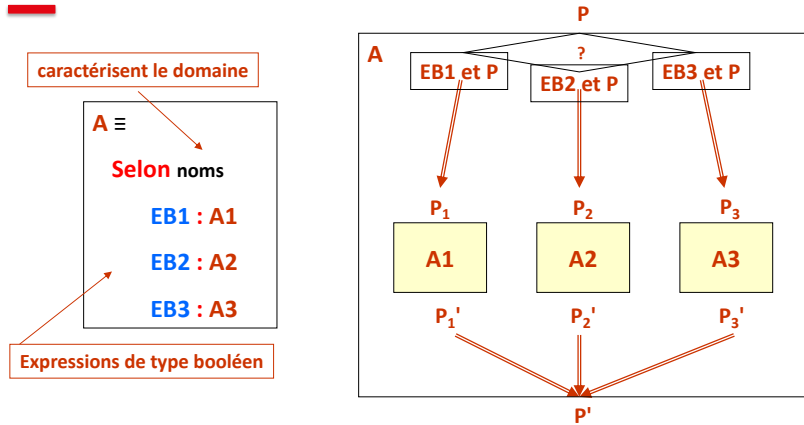 caractérisent le domaine
A ≡
Selon noms
EB1 : A1
EB2 : A2
EB3 : A3
Expressions de type booléen
P
A
?
EB1 et P
EB2 et P
EB3 et P
P₁
P₂
P₃
A1
A2
A3
P₁'
P₂'
P₃'
P'